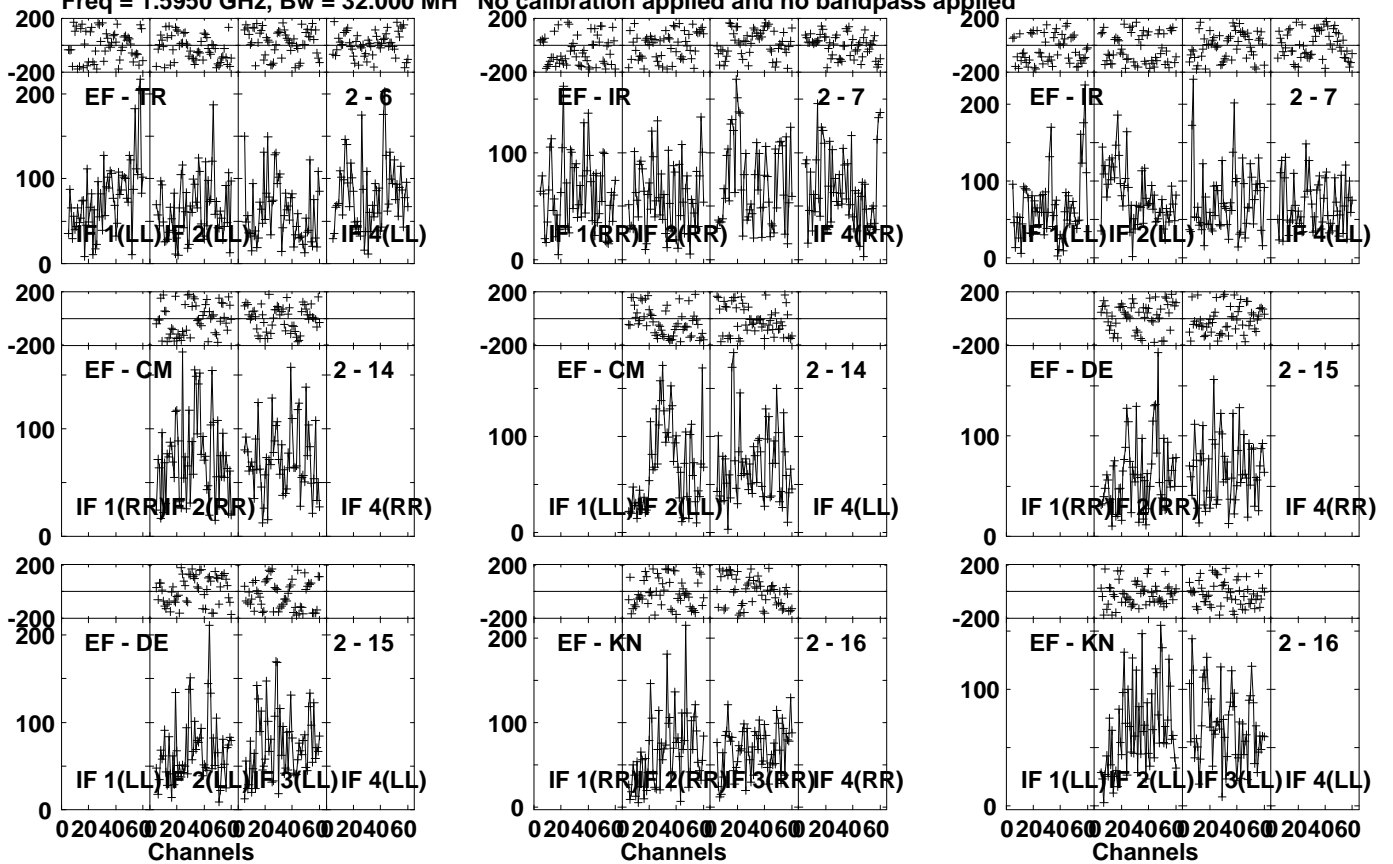 Freq = 1.5950 GHz, Bw = 32.000 MH No calibration applied and no bandpass applied
200 200 200
-200 -200 -200
EF - TR 2 - 6 EF - IR 2 - 7 EF - IR 2 - 7
200 200
100 100 100
IF 1(LL) IF 2(LL) IF 4(LL) IF 1(RR) IF 2(RR) IF 4(RR) IF 1(LL) IF 2(LL) IF 4(LL)
0 0 0
200 200 200
-200 -200 -200
EF - CM 2 - 14 EF - CM 2 - 14 EF - DE 2 - 15
100 100 100
IF 1(RR) IF 2(RR) IF 4(RR) IF 1(LL) IF 2(LL) IF 4(LL) IF 1(RR) IF 2(RR) IF 4(RR)
0 0 0
200 200 200
-200 -200 -200
EF - DE 2 - 15 EF - KN 2 - 16 EF - KN 2 - 16
200 200
100 100 100
IF 1(LL) IF 2(LL) IF 3(LL) IF 4(LL) IF 1(RR) IF 2(RR) IF 3(RR) IF 4(RR) IF 1(LL) IF 2(LL) IF 3(LL) IF 4(LL)
0 0 0
0 20 40 60 0 20 40 60 0 20 40 60 0 20 40 60 0 20 40 60 0 20 40 60 0 20 40 60 0 20 40 60 0 20 40 60 0 20 40 60 0 20 40 60 0 20 40 60
Channels Channels Channels